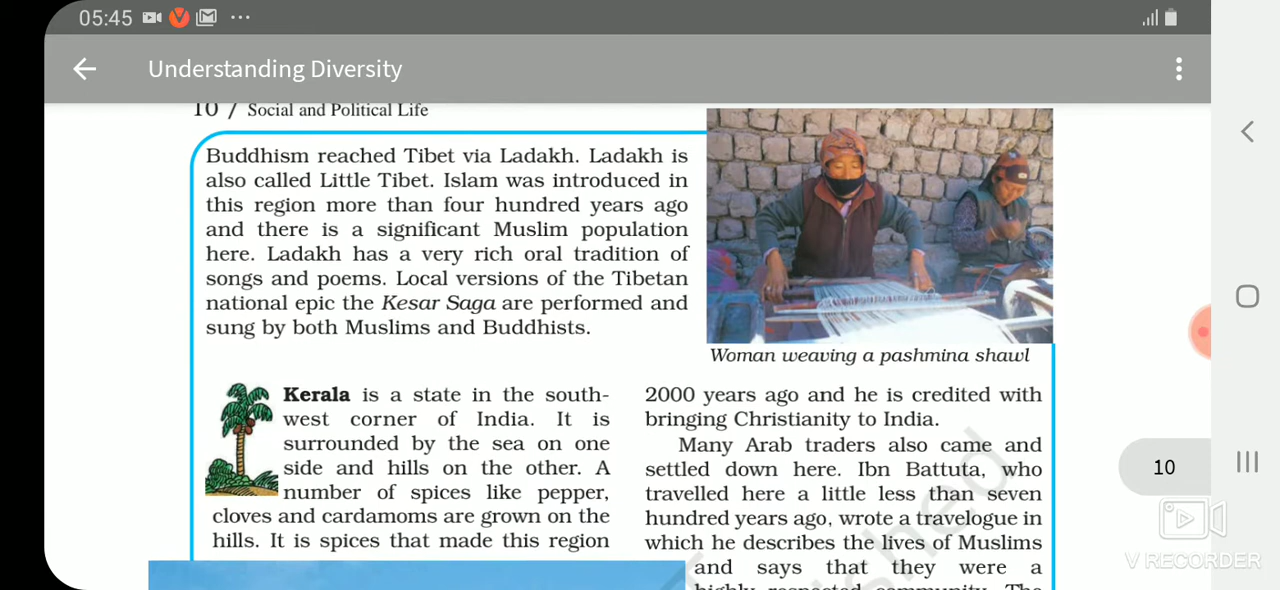 05:45
Understanding Diversity
10 / Social and Political Life
Buddhism reached Tibet via Ladakh. Ladakh is
also called Little Tibet. Islam was introduced in
this region more than four hundred years ago
and there is a significant Muslim population
here. Ladakh has a very rich oral tradition of
songs and poems. Local versions of the Tibetan
national epic the Kesar Saga are performed and
sung by both Muslims and Buddhists.
Woman weaving a pashmina shawl
Kerala is a state in the south-
west corner of India. It is
surrounded by the sea on one
side and hills on the other. A
number of spices like pepper,
cloves and cardamoms are grown on the
hills. It is spices that made this region
2000 years ago and he is credited with
bringing Christianity to India.
Many Arab traders also came and
settled down here. Ibn Battuta, who
travelled here a little less than seven
hundred years ago, wrote a travelogue in
which he describes the lives of Muslims
and says that they were a
highly respected community. The
10
V RECORDER